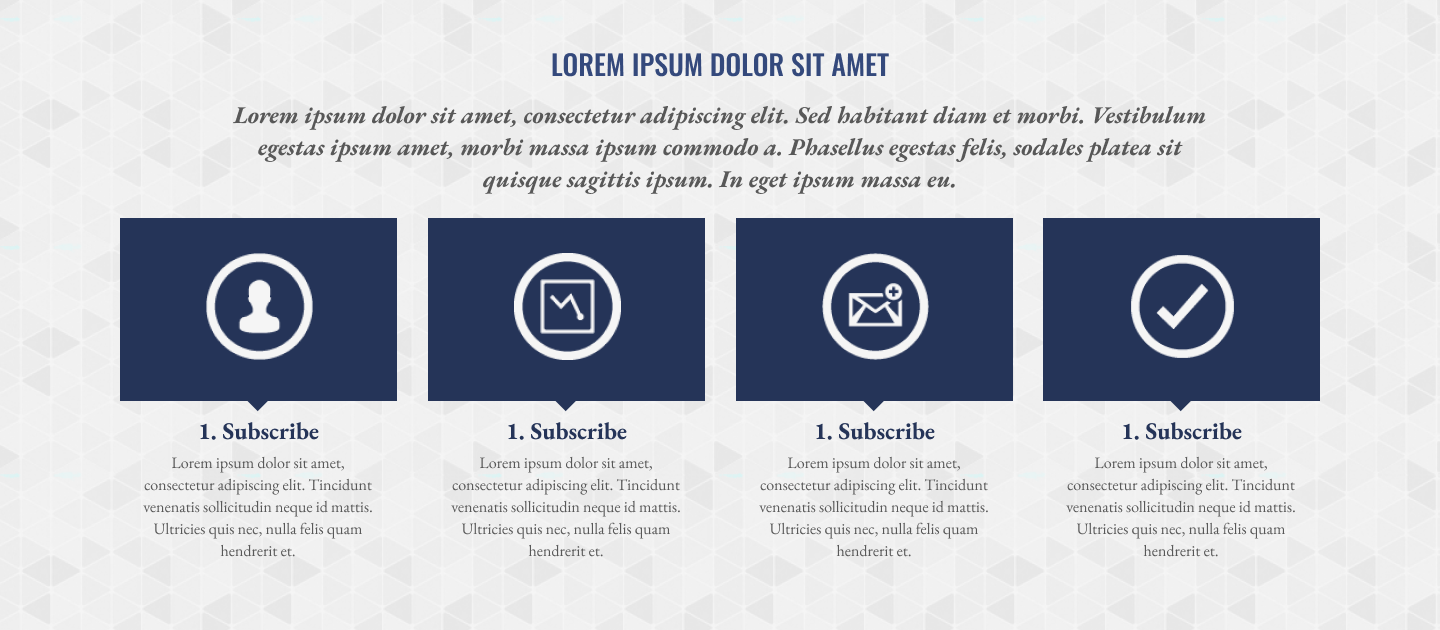 LOREM IPSUM DOLOR SIT AMET
Lorem ipsum dolor sit amet, consectetur adipiscing elit. Sed habitant diam et morbi. Vestibulum
egestas ipsum amet, morbi massa ipsum commodo a. Phasellus egestas felis, sodales platea sit
quisque sagittis ipsum. In eget ipsum massa eu.
1. Subscribe
Lorem ipsum dolor sit amet,
consectetur adipiscing elit. Tincidunt
venenatis sollicitudin neque id mattis.
Ultricies quis nec, nulla felis quam
hendrerit et.
1. Subscribe
Lorem ipsum dolor sit amet,
consectetur adipiscing elit. Tincidunt
venenatis sollicitudin neque id mattis.
Ultricies quis nec, nulla felis quam
hendrerit et.
1. Subscribe
Lorem ipsum dolor sit amet,
consectetur adipiscing elit. Tincidunt
venenatis sollicitudin neque id mattis.
Ultricies quis nec, nulla felis quam
hendrerit et.
1. Subscribe
Lorem ipsum dolor sit amet,
consectetur adipiscing elit. Tincidunt
venenatis sollicitudin neque id mattis.
Ultricies quis nec, nulla felis quam
hendrerit et.